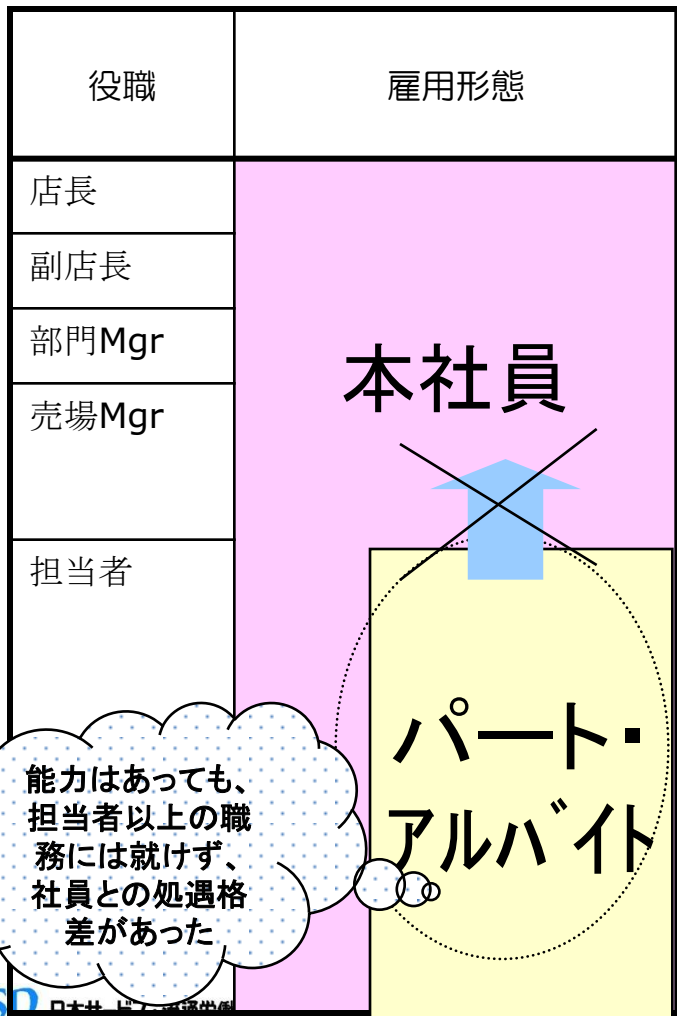 役職
雇用形態
店長
副店長
部門Mgr
売場Mgr
担当者
本社員
パート・
アルバイト
能力はあっても、
担当者以上の職
務には就けず、
社員との処遇格
差があった